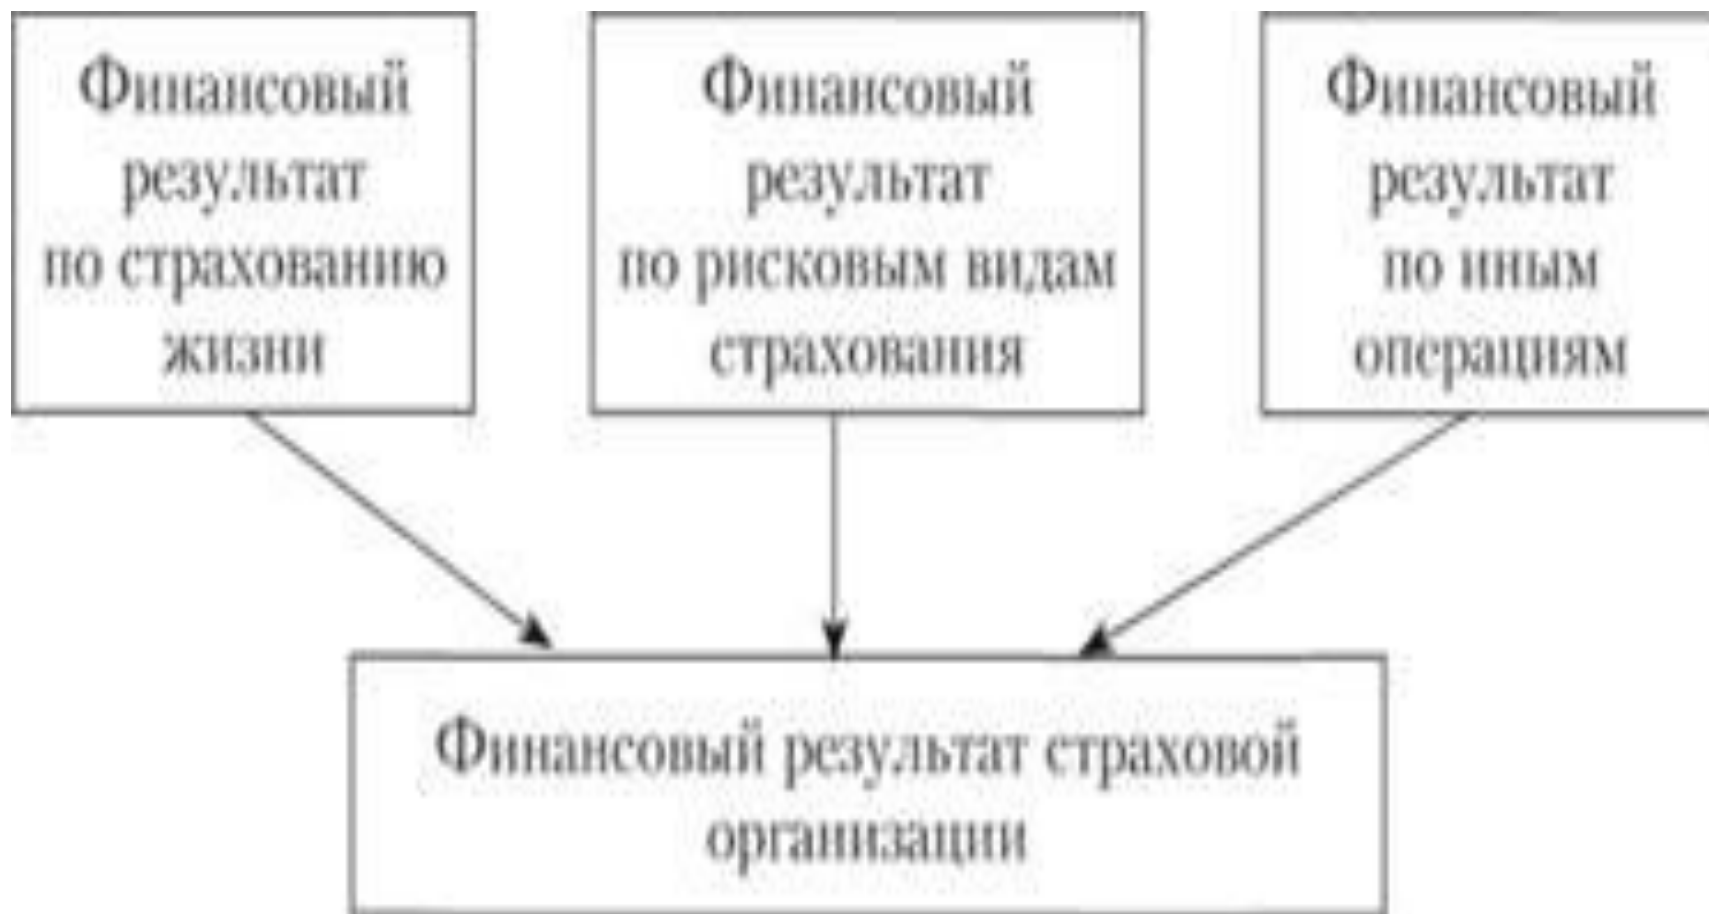 Финансовый
результат
по страхованию
жизни
Финансовый
результат
по рисковым видам
страхования
Финансовый
результат
по иным
операциям
Финансовый результат страховой
организации